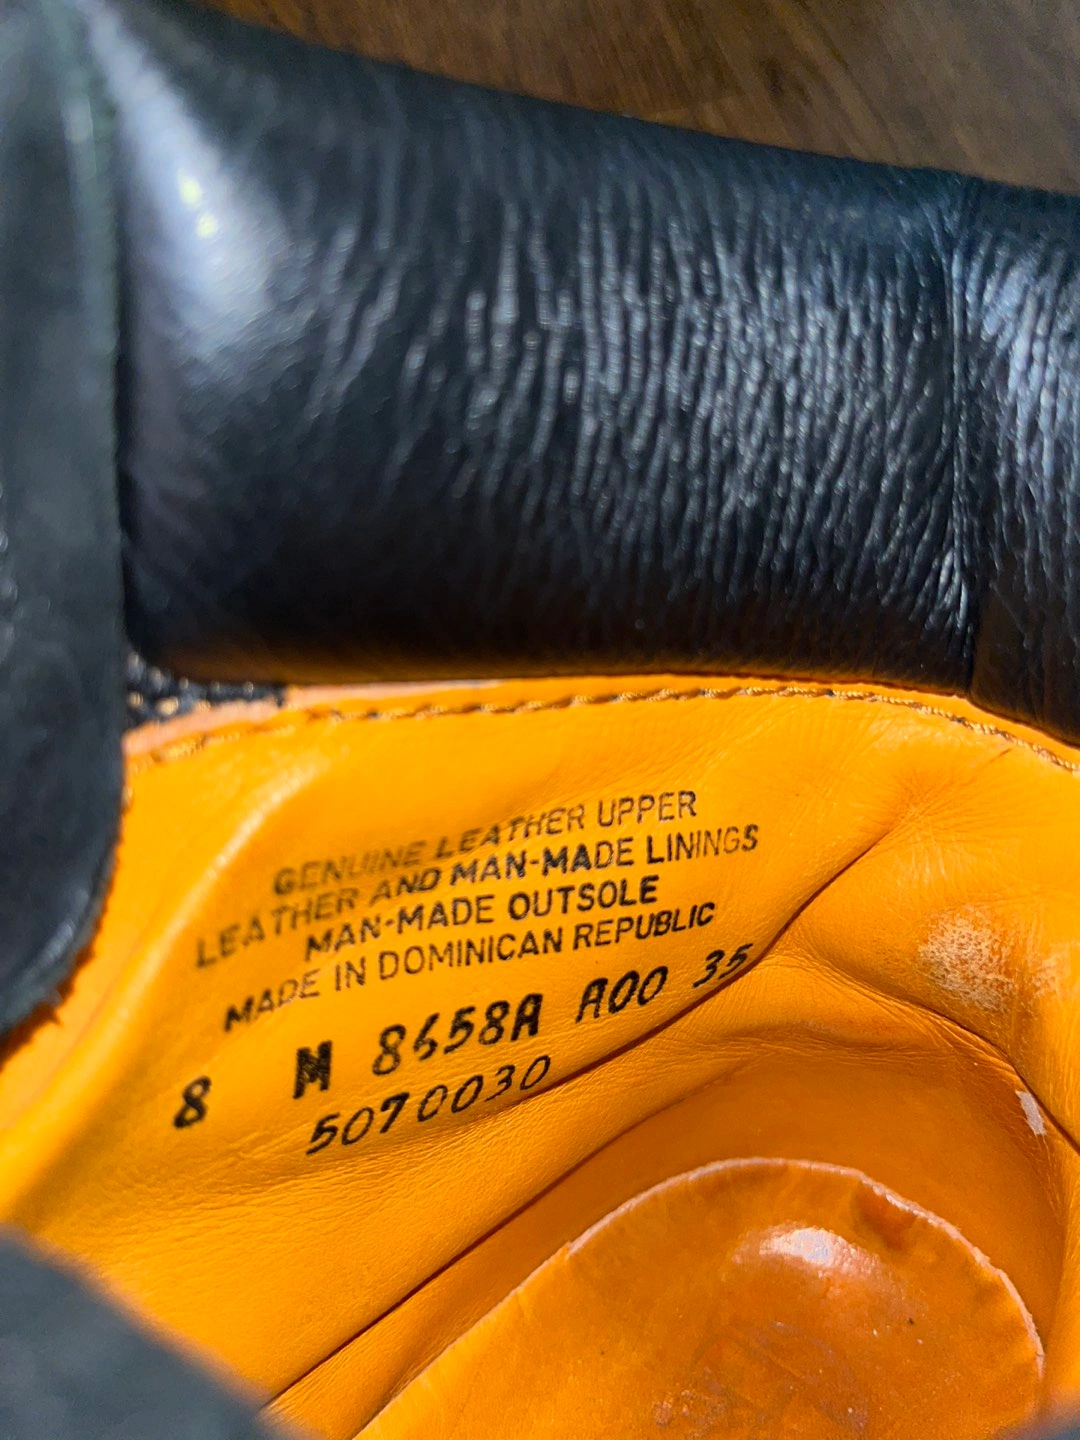 GENUINE LEATHER UPPER
LEATHER AND MAN-MADE LININGS
MAN-MADE OUTSOLE
MADE IN DOMINICAN REPUBLIC
8 M 8658A A00 35
5070030